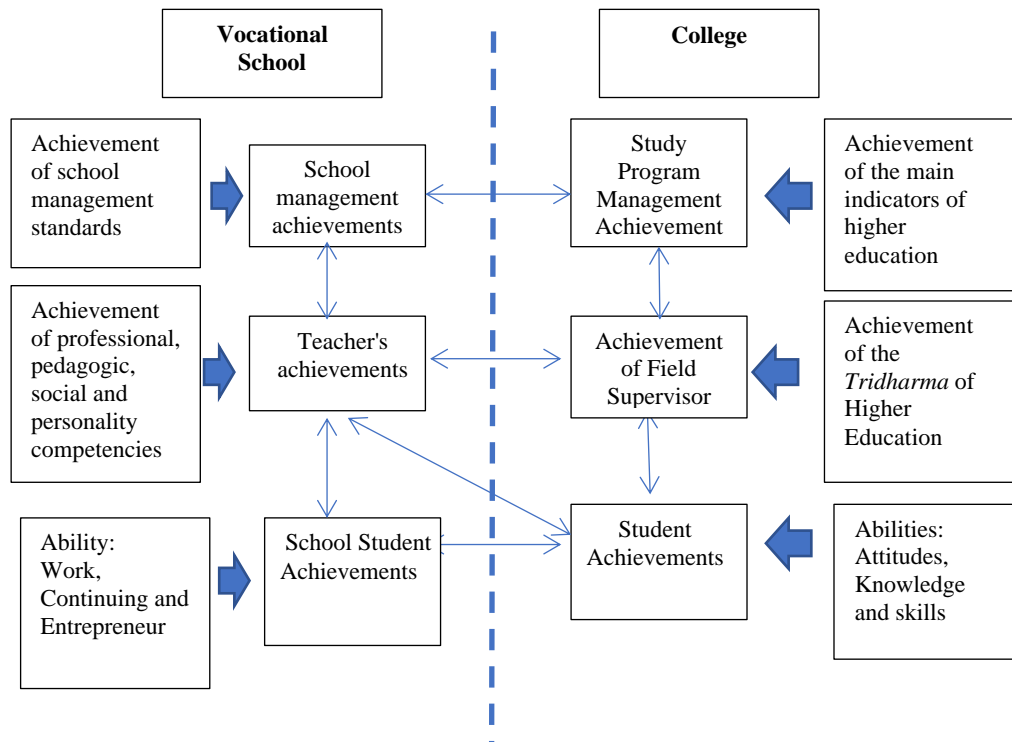 Vocational
School
College
Achievement
of school
management
standards
School
management
achievements
Study
Program
Management
Achievement
Achievement
of the main
indicators of
higher
education
Achievement
of professional,
pedagogic,
social and
personality
competencies
Teacher's
achievements
Achievement
of Field
Supervisor
Achievement
of the
Tridharma of
Higher
Education
Ability:
Work,
Continuing and
Entrepreneur
School Student
Achievements
Student
Achievements
Abilities:
Attitudes,
Knowledge
and skills